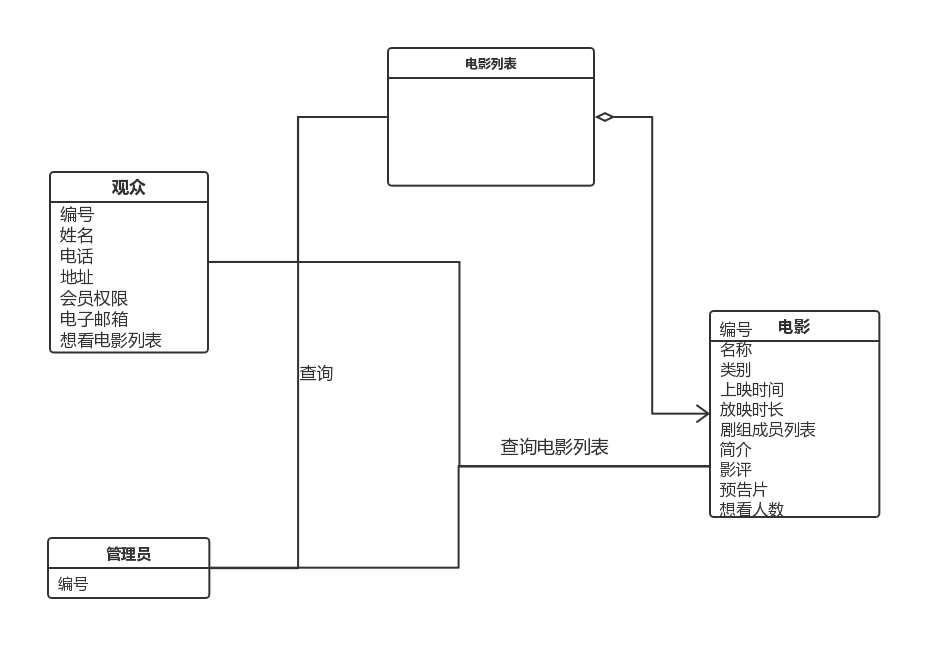 电影列表
观众
编号
姓名
电话
地址
会员权限
电子邮箱
想看电影列表
查询
查询电影列表
电影
编号
名称
类别
上映时间
放映时长
剧组成员列表
简介
影评
预告片
想看人数
管理员
编号